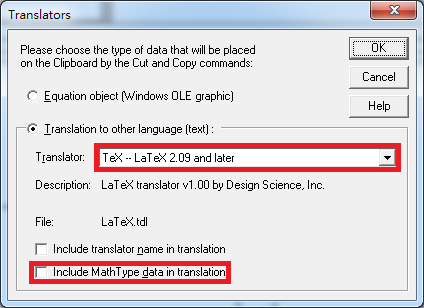 Translators
Please choose the type of data that will be placed
on the Clipboard by the Cut and Copy commands:
OK
Cancel
Help
Equation object (Windows OLE graphic)
Translation to other language (text) :
Translator: TeX -- LaTeX 2.09 and later
Description: LaTeX translator v1.00 by Design Science, Inc.
File: LaTeX.tdl
Include translator name in translation
Include MathType data in translation